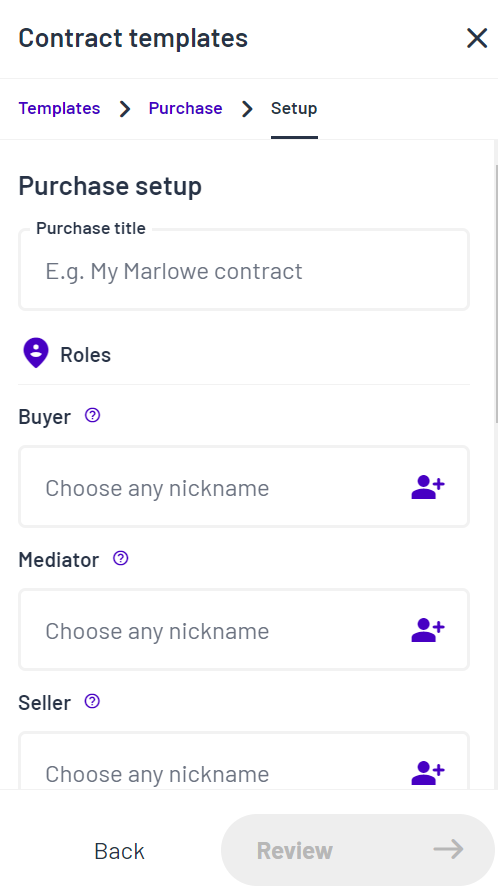 Contract templates
Templates > Purchase > Setup
Purchase setup
Purchase title
E.g. My Marlowe contract
Roles
Buyer ?
Choose any nickname
Mediator ?
Choose any nickname
Seller ?
Choose any nickname
Back Review